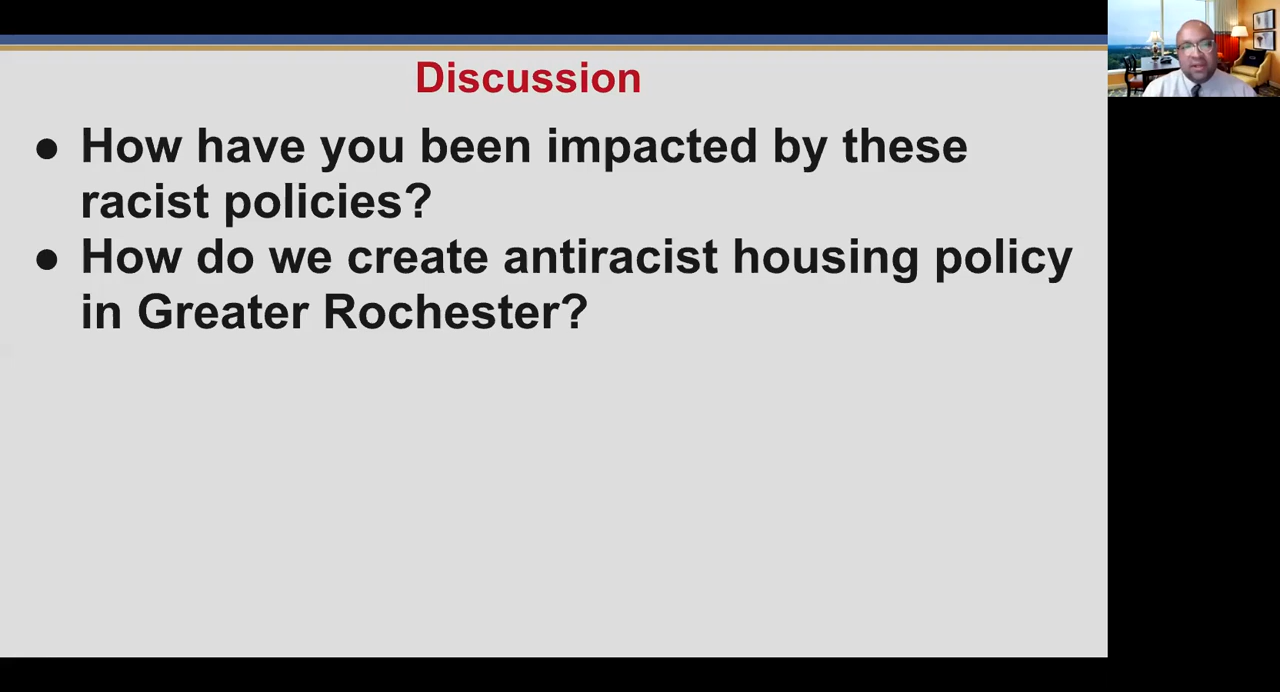 Discussion
● How have you been impacted by these
racist policies?
● How do we create antiracist housing policy
in Greater Rochester?